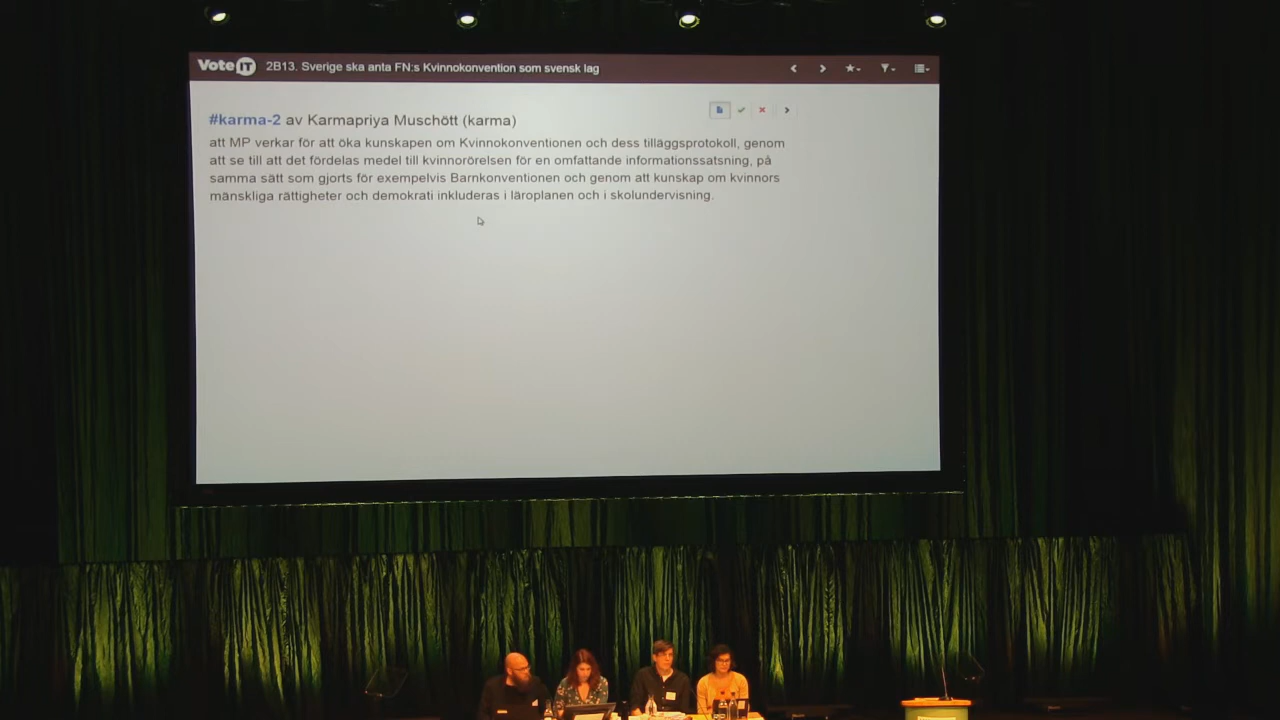 VoteIT 2B13. Sverige ska anta FN:s Kvinnokonvention som svensk lag
#karma-2 av Karmapriya Muschött (karma)
att MP verkar för att öka kunskapen om Kvinnokonventionen och dess tilläggsprotokoll, genom
att se till att det fördelas medel till kvinnorörelsen för en omfattande informationssatsning, på
samma sätt som gjorts för exempelvis Barnkonventionen och genom att kunskap om kvinnors
mänskliga rättigheter och demokrati inkluderas i läroplanen och i skolundervisning.